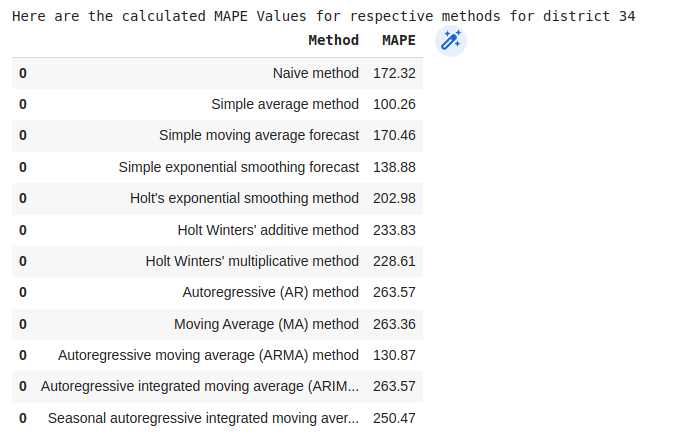 Here are the calculated MAPE Values for respective methods for district 34
Method MAPE
0 Naive method 172.32
0 Simple average method 100.26
0 Simple moving average forecast 170.46
0 Simple exponential smoothing forecast 138.88
0 Holt's exponential smoothing method 202.98
0 Holt Winters' additive method 233.83
0 Holt Winters' multiplicative method 228.61
0 Autoregressive (AR) method 263.57
0 Moving Average (MA) method 263.36
0 Autoregressive moving average (ARMA) method 130.87
0 Autoregressive integrated moving average (ARIM... 263.57
0 Seasonal autoregressive integrated moving aver... 250.47